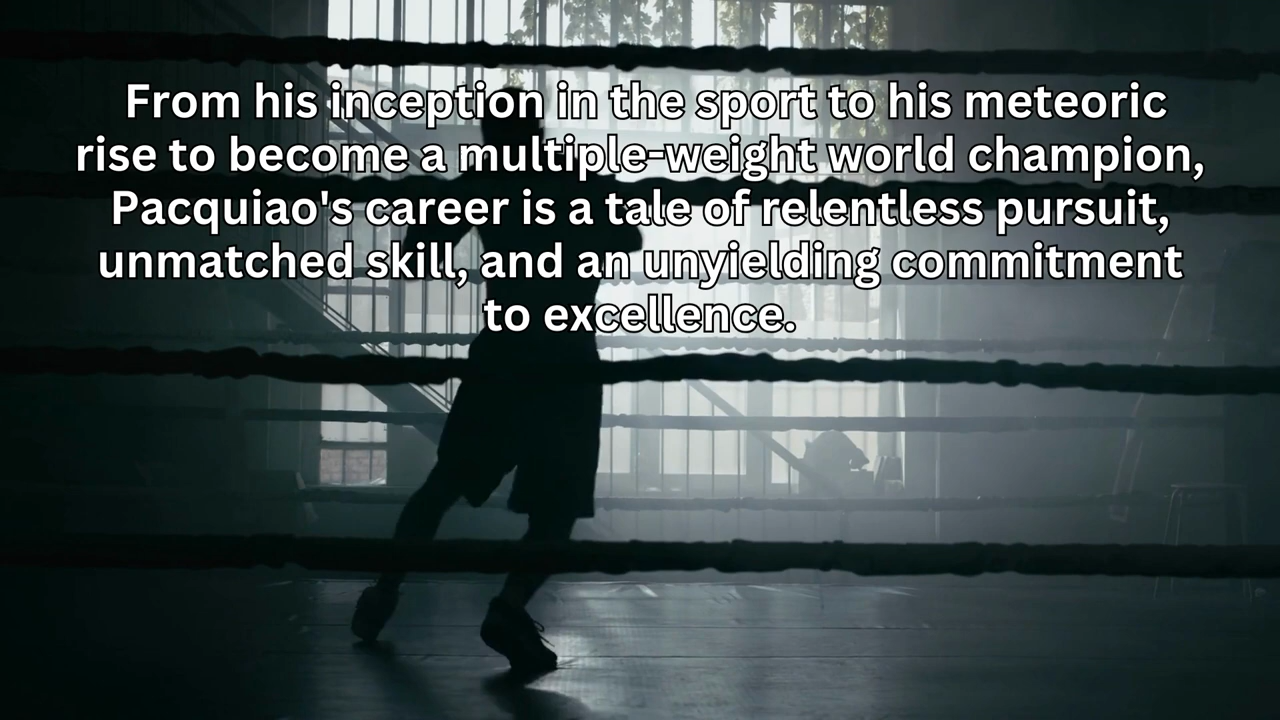 From his inception in the sport to his meteoric
rise to become a multiple-weight world champion,
Pacquiao's career is a tale of relentless pursuit,
unmatched skill, and an unyielding commitment
to excellence.